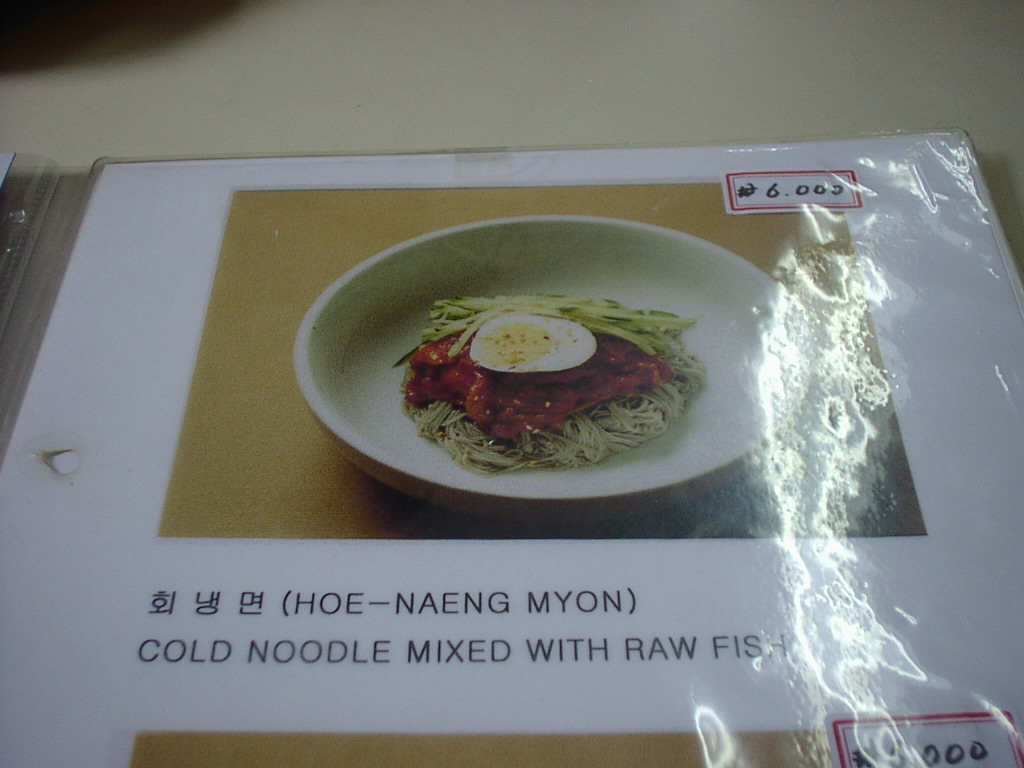 ₩6.000
회 냉 면 (HOE-NAENG MYON)
COLD NOODLE MIXED WITH RAW FISH